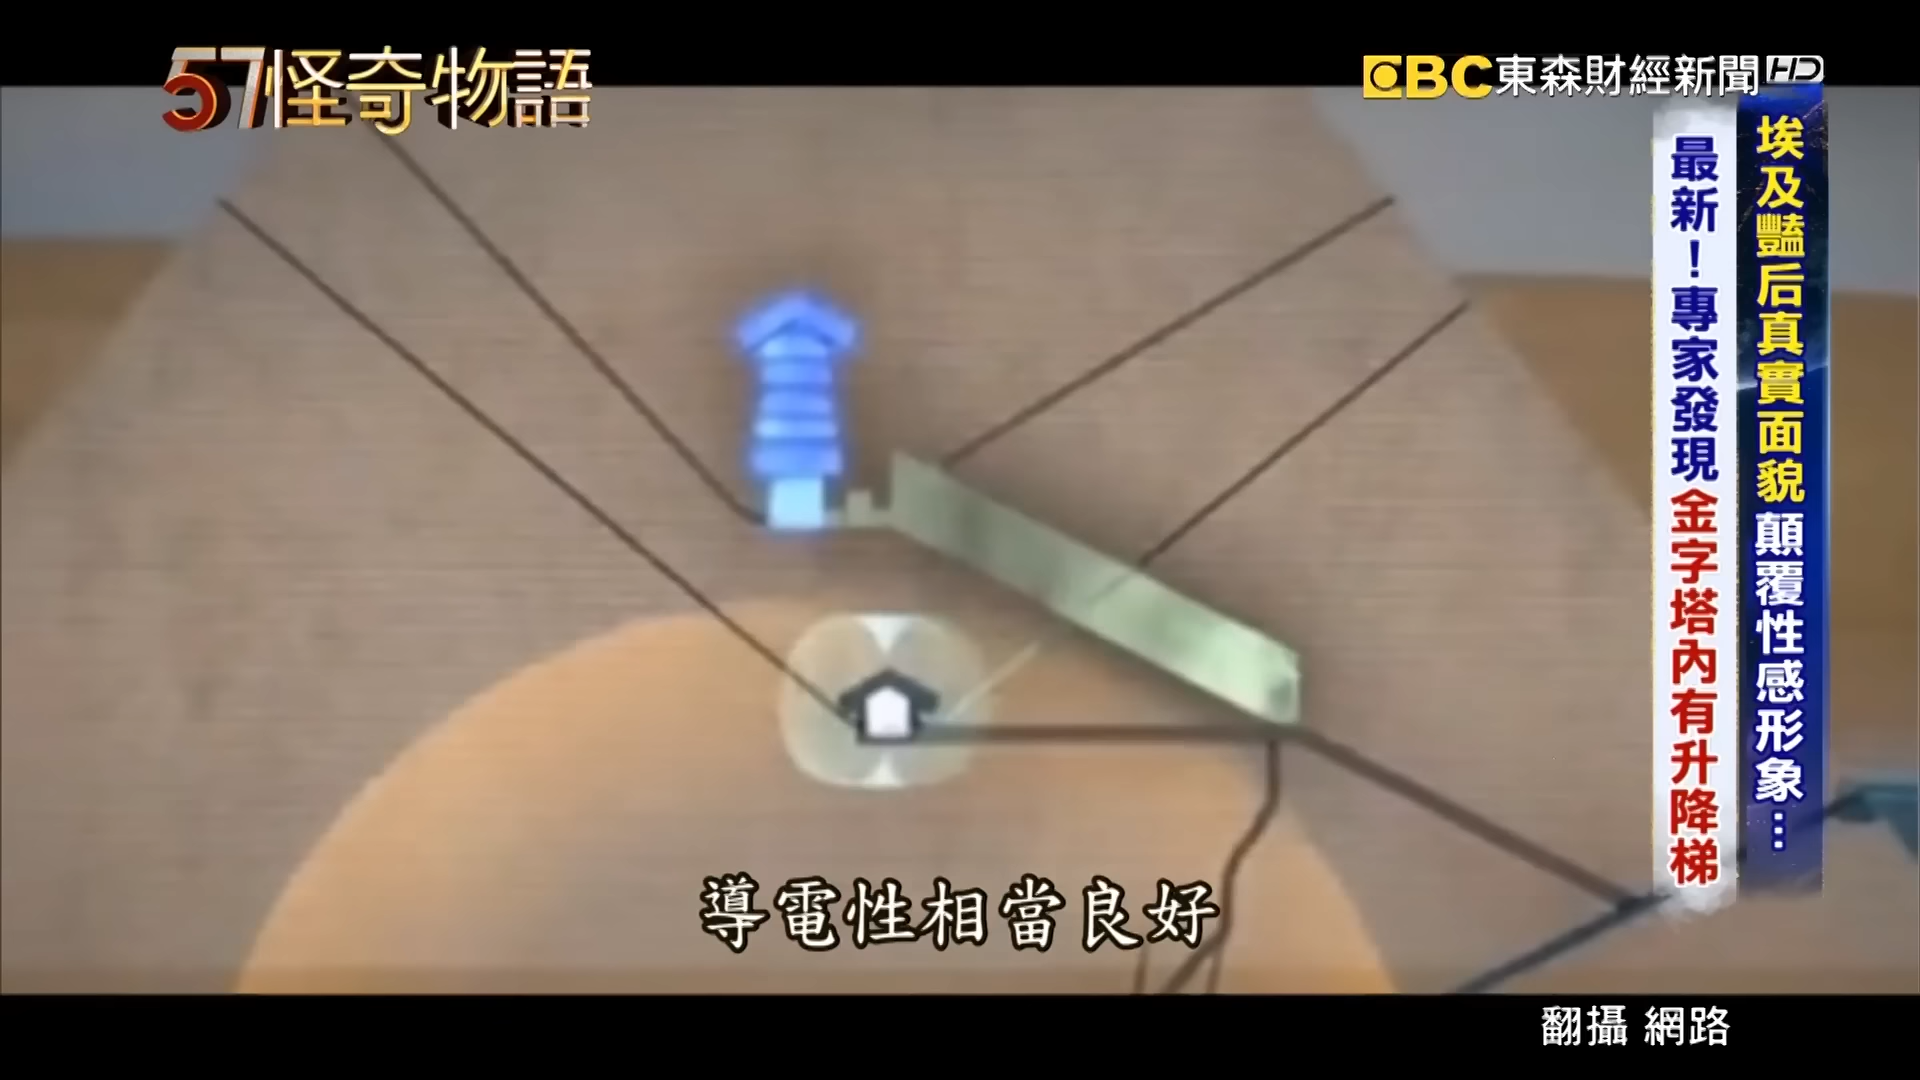 57怪奇物語
EBC東森財經新聞HD
埃及豔后真實面貌 顛覆性感形象…
最新！專家發現金字塔內有升降梯
導電性相當良好
翻攝 網路